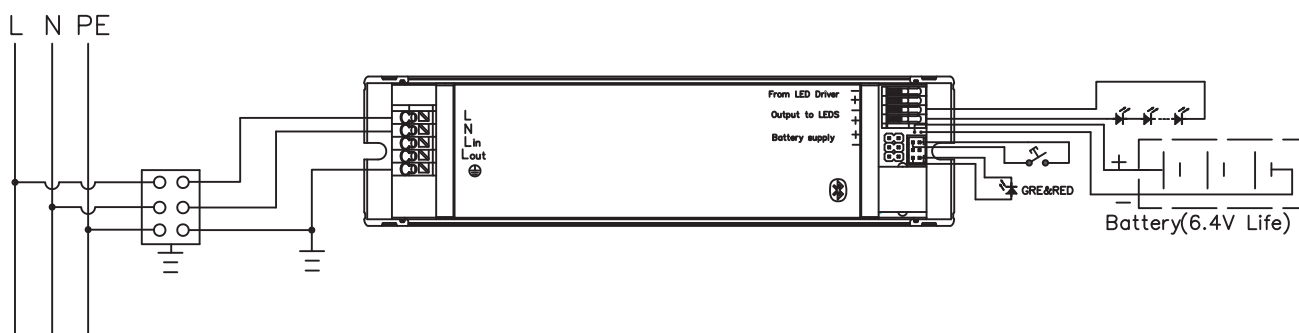 L N PE
L
N
Lin
Lout
From LED Driver
−
+
Output to LEDS
−
+
Battery supply
+
−
GRE&RED
+
−
Battery(6.4V Life)